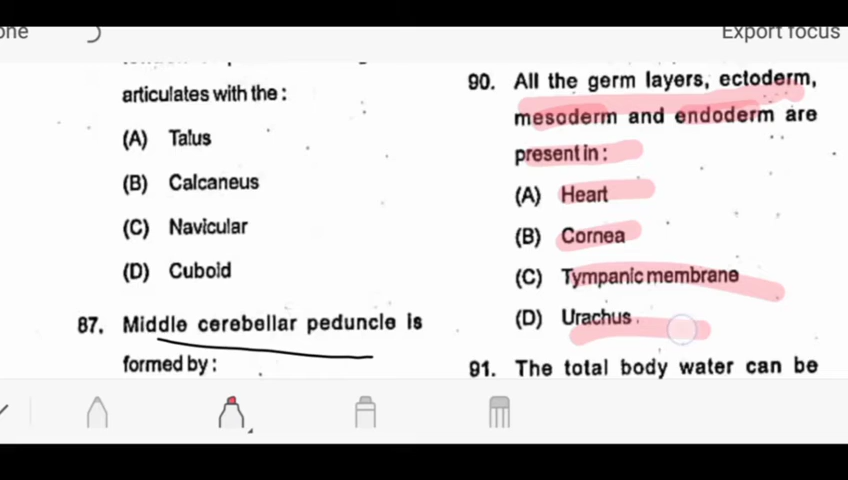 Export focus
articulates with the :
(A) Talus
(B) Calcaneus
(C) Navicular
(D) Cuboid
87. Middle cerebellar peduncle is
formed by :
90. All the germ layers, ectoderm,
mesoderm and endoderm are
present in :
(A) Heart
(B) Cornea
(C) Tympanic membrane
(D) Urachus
91. The total body water can be